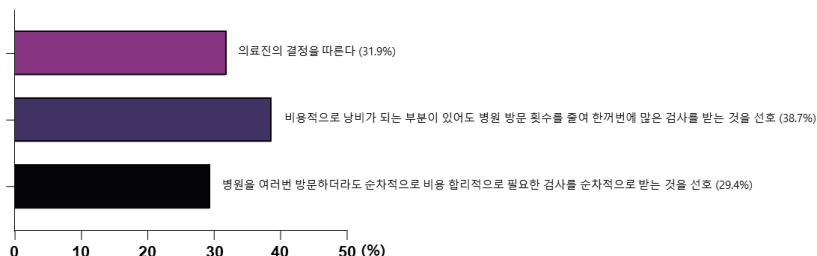 의료진의 결정을 따른다 (31.9%)
비용적으로 낭비가 되는 부분이 있어도 병원 방문 횟수를 줄여 한꺼번에 많은 검사를 받는 것을 선호 (38.7%)
병원을 여러번 방문하더라도 순차적으로 비용 합리적으로 필요한 검사를 순차적으로 받는 것을 선호 (29.4%)
0 10 20 30 40 50 (%)